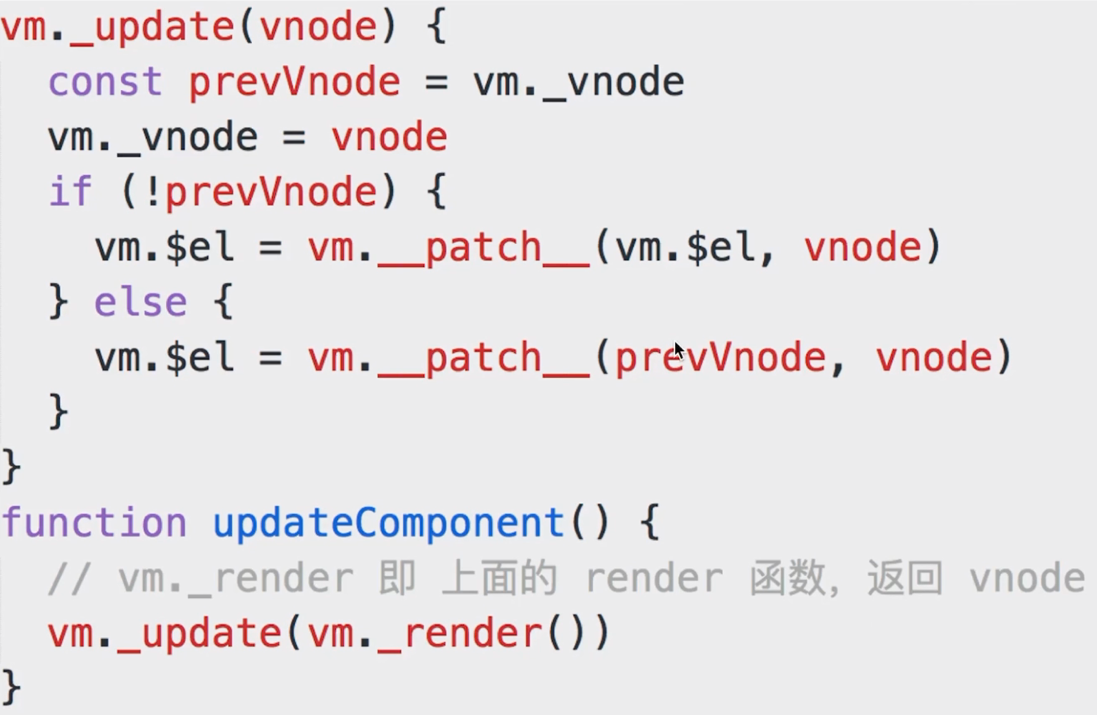 vm._update(vnode) {
  const prevVnode = vm._vnode
  vm._vnode = vnode
  if (!prevVnode) {
    vm.$el = vm.__patch__(vm.$el, vnode)
  } else {
    vm.$el = vm.__patch__(prevVnode, vnode)
  }
}
function updateComponent() {
  // vm._render 即 上面的 render 函数，返回 vnode
  vm._update(vm._render())
}